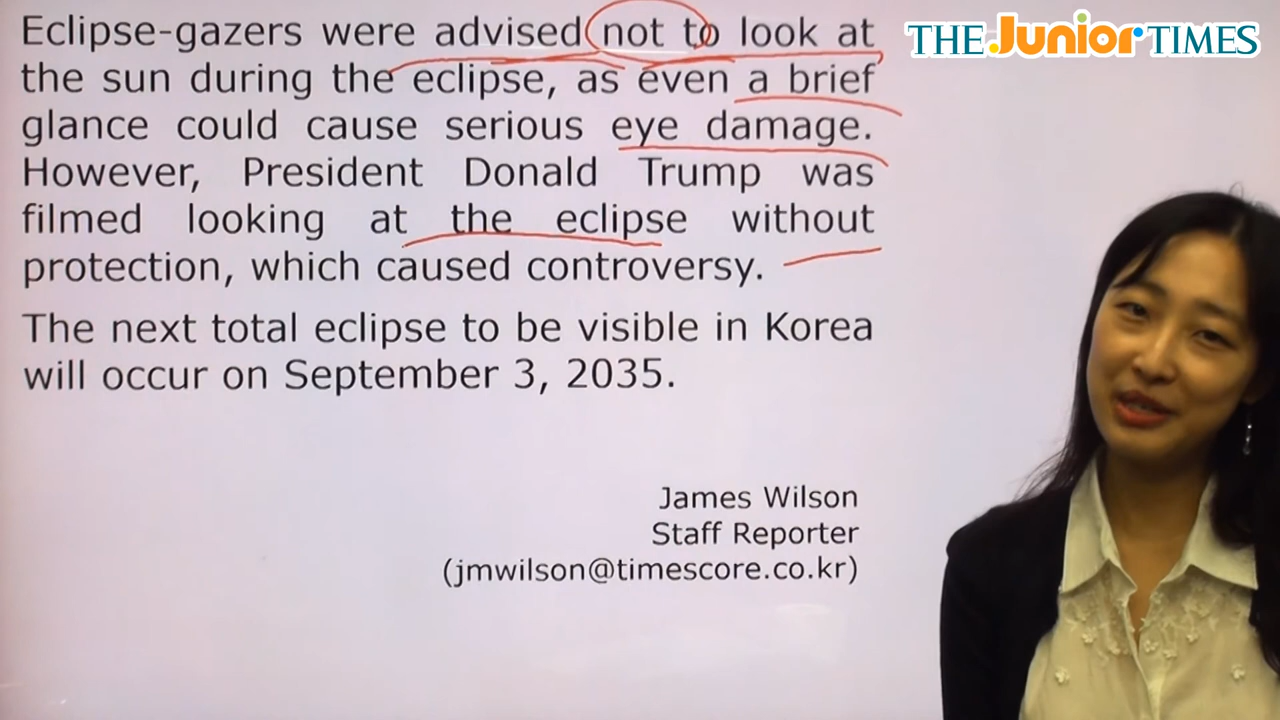 THE Junior TIMES
Eclipse-gazers were advised not to look at
the sun during the eclipse, as even a brief
glance could cause serious eye damage.
However, President Donald Trump was
filmed looking at the eclipse without
protection, which caused controversy.
The next total eclipse to be visible in Korea
will occur on September 3, 2035.
James Wilson
Staff Reporter
(jmwilson@timescore.co.kr)